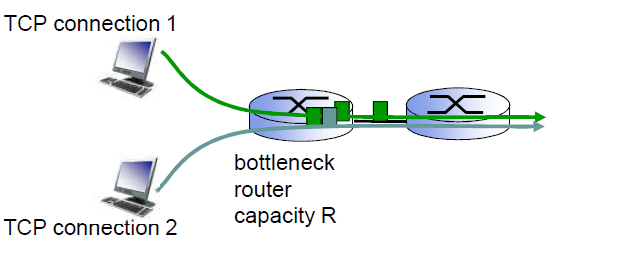 TCP connection 1
bottleneck
router
capacity R
TCP connection 2